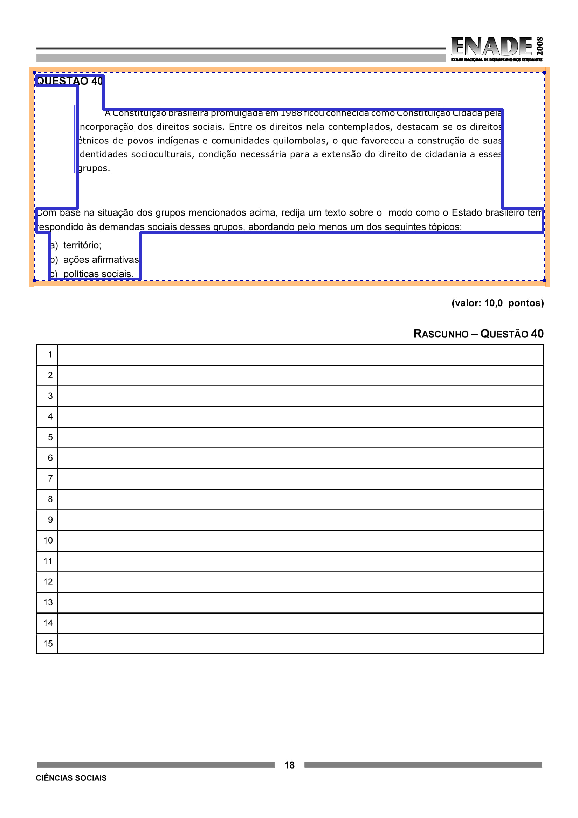 ENADE 2008
EXAME NACIONAL DE DESEMPENHO DOS ESTUDANTES
QUESTÃO 40
A Constituição brasileira promulgada em 1988 ficou conhecida como Constituição Cidadã pela
incorporação dos direitos sociais. Entre os direitos nela contemplados, destacam se os direitos
étnicos de povos indígenas e comunidades quilombolas, o que favoreceu a construção de suas
identidades socioculturais, condição necessária para a extensão do direito de cidadania a esses
grupos.
Com base na situação dos grupos mencionados acima, redija um texto sobre o modo como o Estado brasileiro tem
respondido às demandas sociais desses grupos, abordando pelo menos um dos seguintes tópicos:
a) território;
b) ações afirmativas
c) políticas sociais.
(valor: 10,0 pontos)
RASCUNHO – QUESTÃO 40
1
2
3
4
5
6
7
8
9
10
11
12
13
14
15
18
CIÊNCIAS SOCIAIS